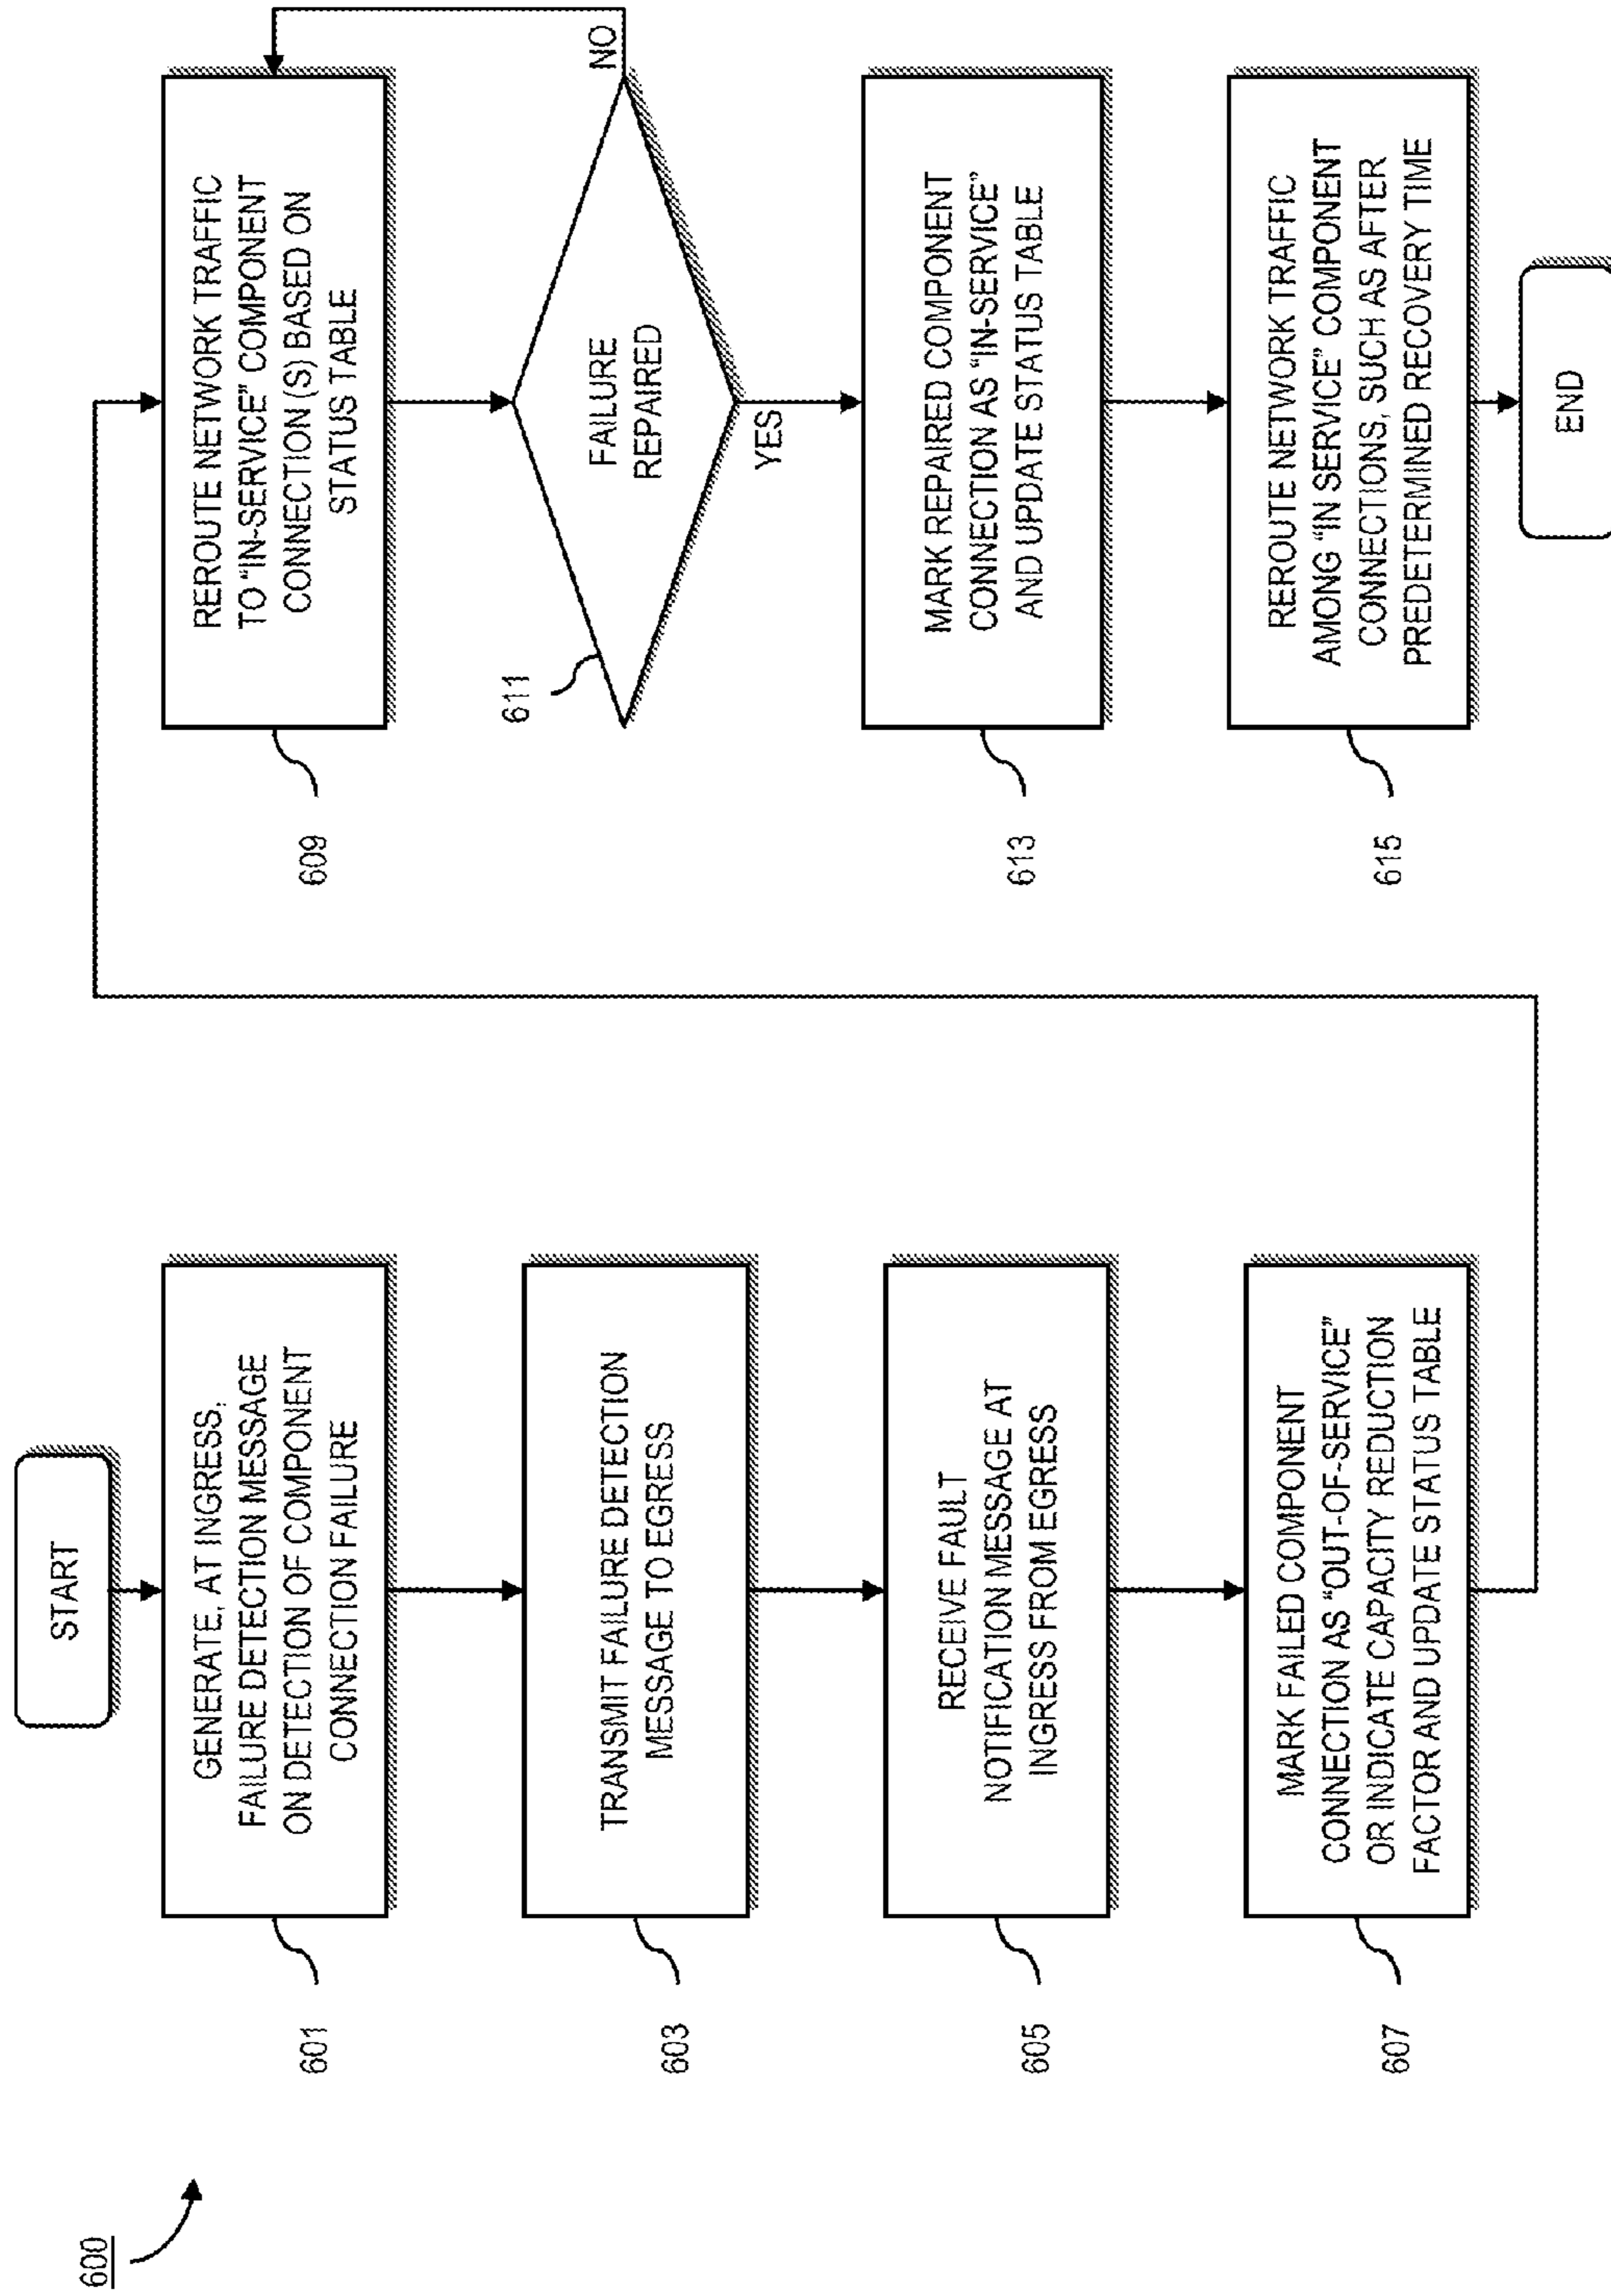 600
START
GENERATE, AT INGRESS,
FAILURE DETECTION MESSAGE
ON DETECTION OF COMPONENT
CONNECTION FAILURE
601
TRANSMIT FAILURE DETECTION
MESSAGE TO EGRESS
603
RECEIVE FAULT
NOTIFICATION MESSAGE AT
INGRESS FROM EGRESS
605
MARK FAILED COMPONENT
CONNECTION AS “OUT-OF-SERVICE”
OR INDICATE CAPACITY REDUCTION
FACTOR AND UPDATE STATUS TABLE
607
REROUTE NETWORK TRAFFIC
TO “IN-SERVICE” COMPONENT
CONNECTION (S) BASED ON
STATUS TABLE
609
FAILURE
REPAIRED
611
NO
YES
MARK REPAIRED COMPONENT
CONNECTION AS “IN-SERVICE”
AND UPDATE STATUS TABLE
613
REROUTE NETWORK TRAFFIC
AMONG “IN SERVICE” COMPONENT
CONNECTIONS, SUCH AS AFTER
PREDETERMINED RECOVERY TIME
615
END